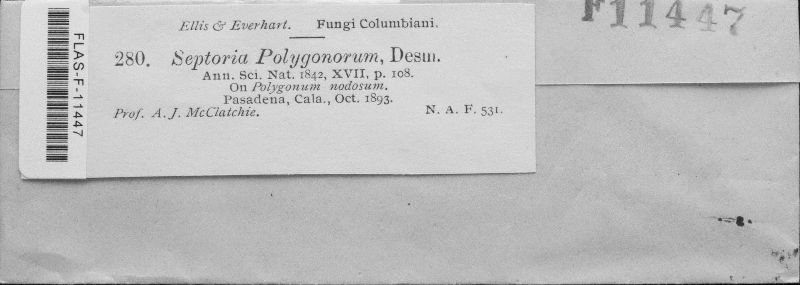 Ellis & Everhart. Fungi Columbiani.
F11447
280. Septoria Polygonorum, Desm.
Ann. Sci. Nat. 1842, XVII, p. 108.
On Polygonum nodosum.
Pasadena, Cala., Oct. 1893.
Prof. A. J. McClatchie. N. A. F. 531.
FLAS-F-11447